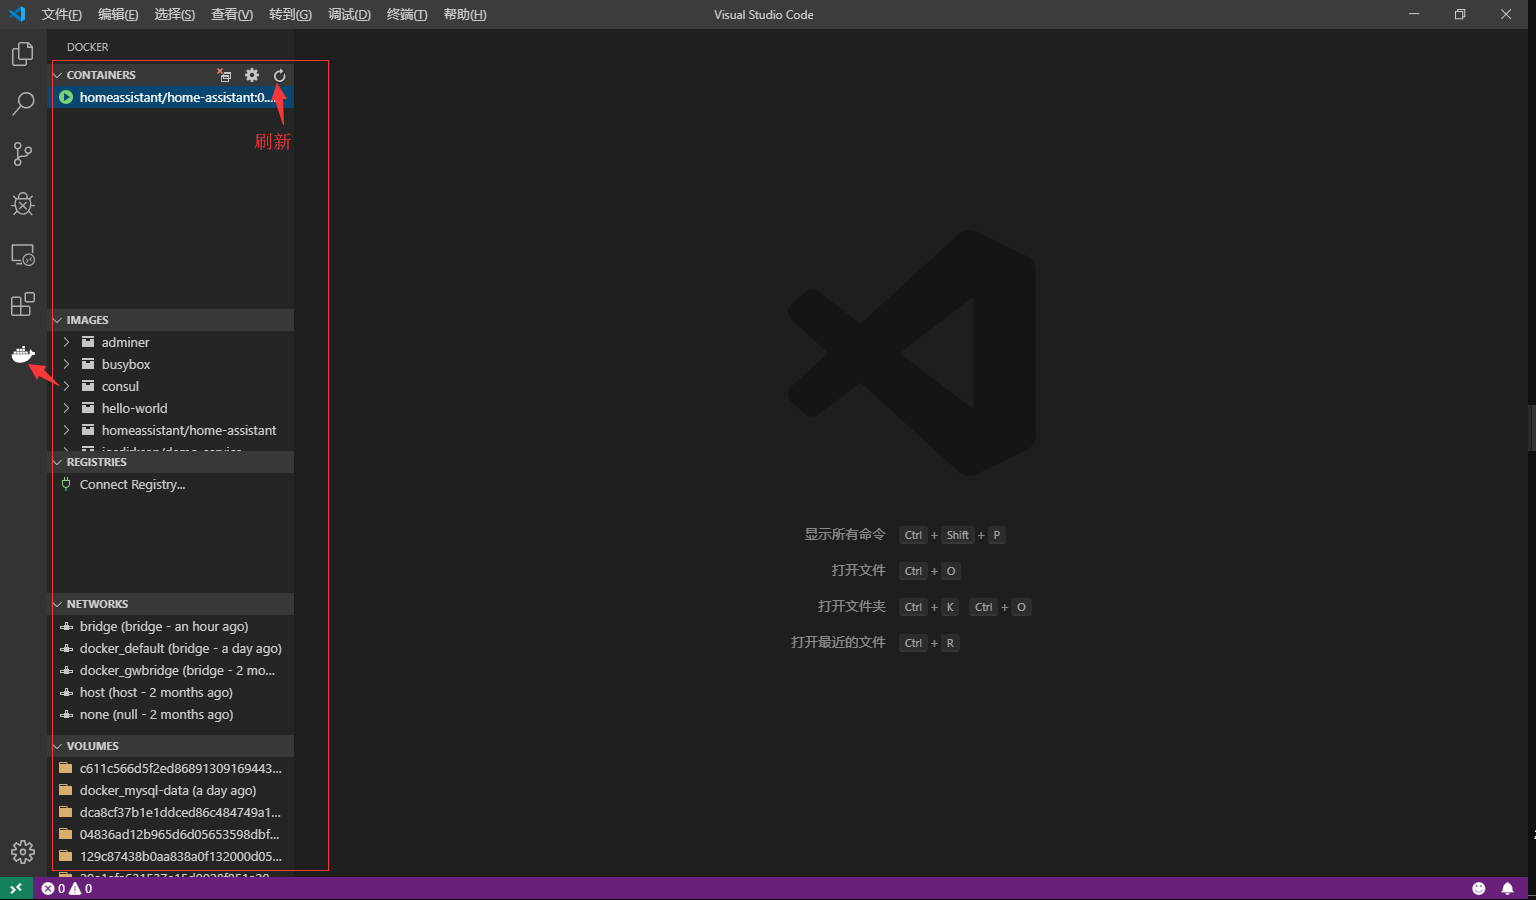 文件(F) 编辑(E) 选择(S) 查看(V) 转到(G) 调试(D) 终端(T) 帮助(H) Visual Studio Code
DOCKER
CONTAINERS
homeassistant/home-assistant:0....
刷新
IMAGES
adminer
busybox
consul
hello-world
homeassistant/home-assistant
REGISTRIES
Connect Registry...
NETWORKS
bridge (bridge - an hour ago)
docker_default (bridge - a day ago)
docker_gwbridge (bridge - 2 mo...
host (host - 2 months ago)
none (null - 2 months ago)
VOLUMES
c611c566d5f2ed86891309169443...
docker_mysql-data (a day ago)
dca8cf37b1e1ddced86c484749a1...
04836ad12b965d6d05653598dbf...
129c87438b0aa838a0f132000d05...
显示所有命令 Ctrl + Shift + P
打开文件 Ctrl + O
打开文件夹 Ctrl + K Ctrl + O
打开最近的文件 Ctrl + R
0 0